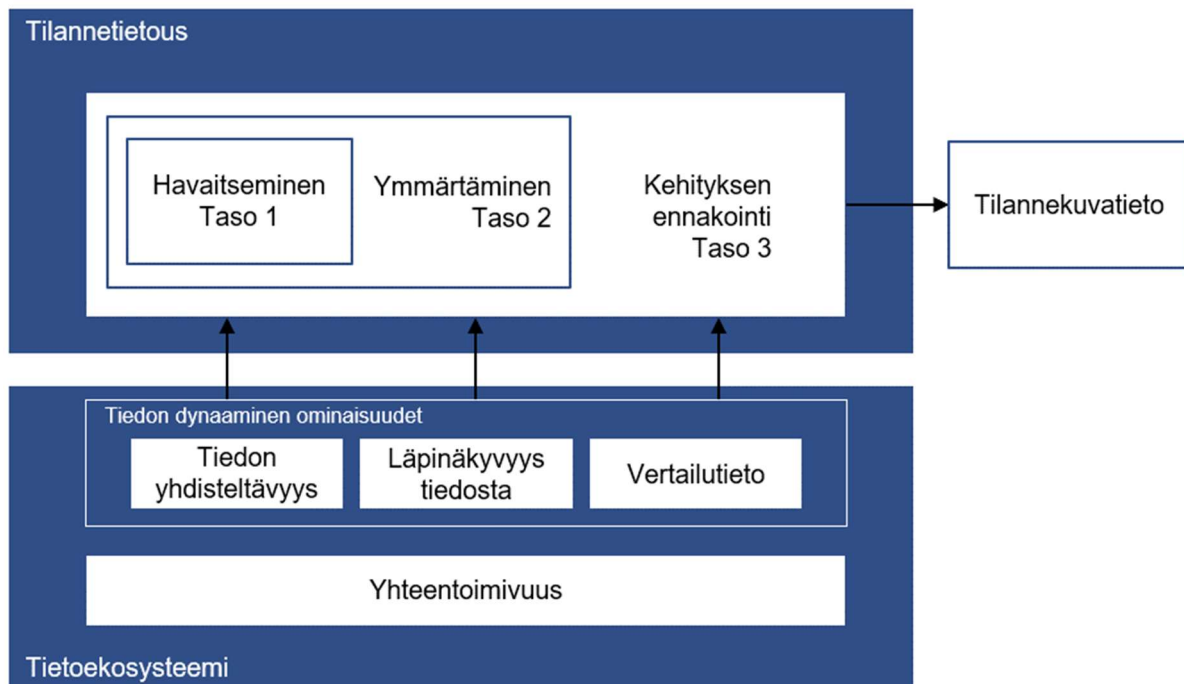 Tilannetietous
Havaitseminen
Taso 1
Ymmärtäminen
Taso 2
Kehityksen
ennakointi
Taso 3
Tilannekuvatieto
Tiedon dynaaminen ominaisuudet
Tiedon
yhdisteltävyys
Läpinäkyvyys
tiedosta
Vertailutieto
Yhteentoimivuus
Tietoekosysteemi